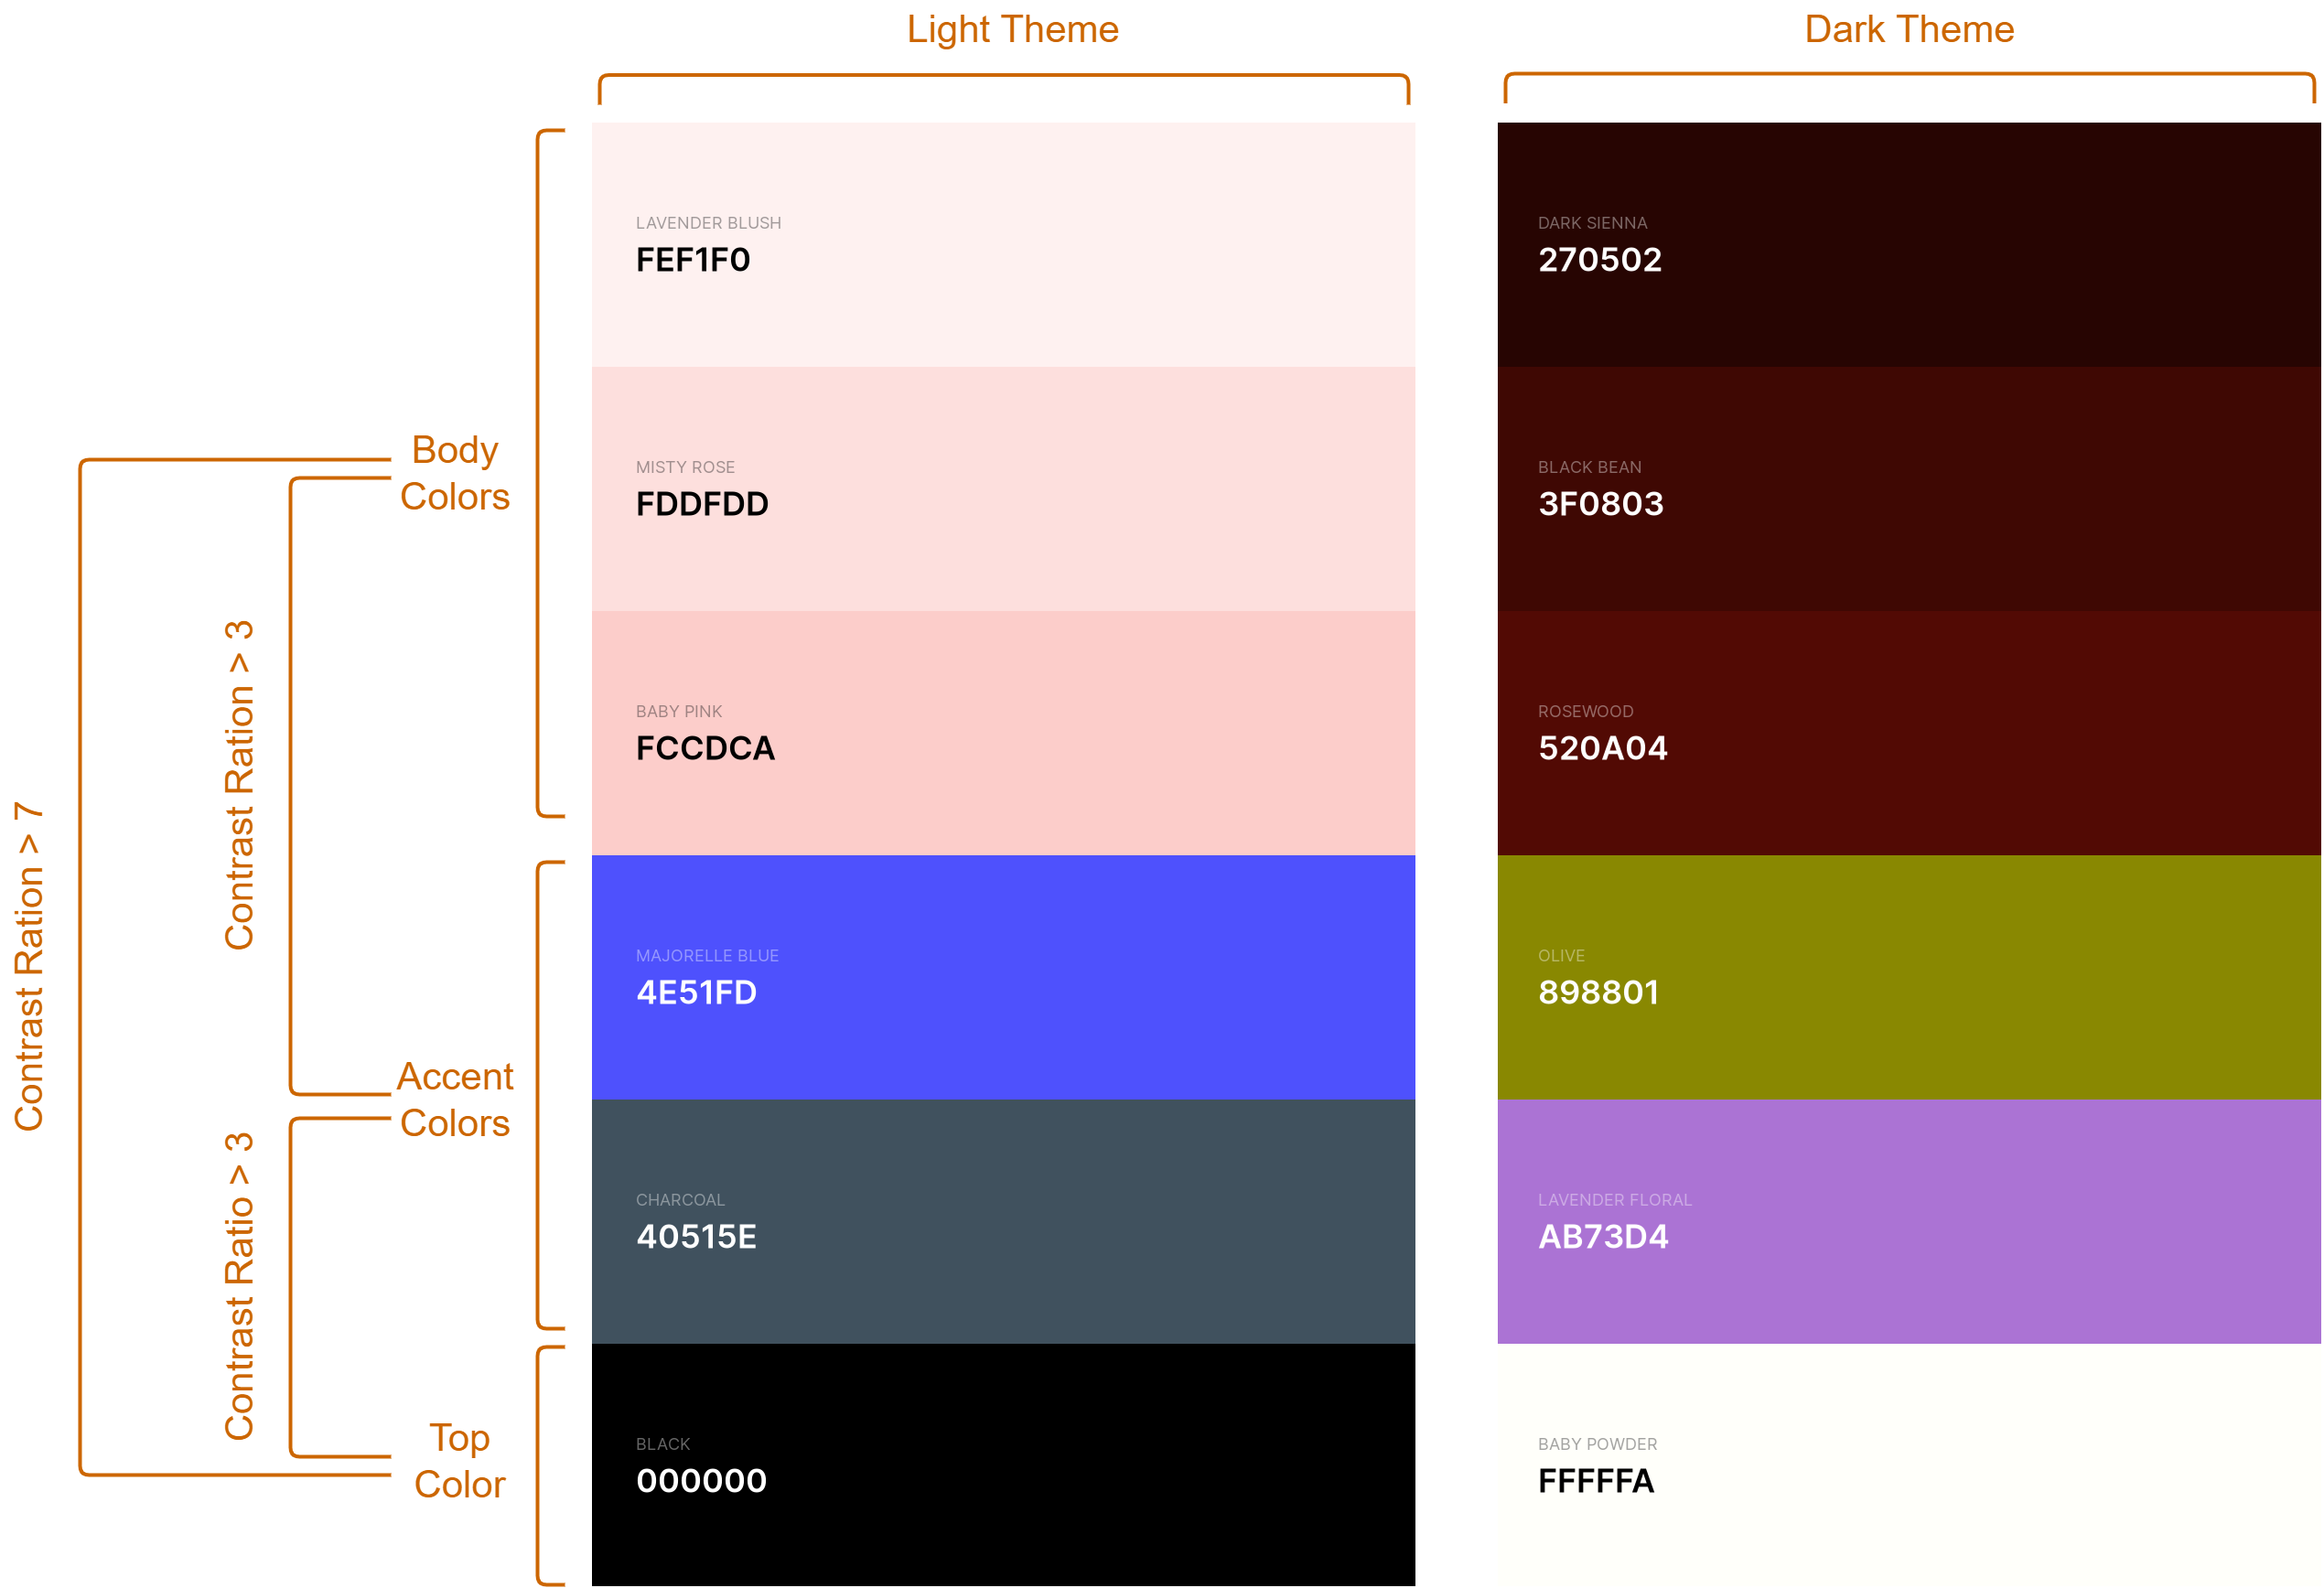 Light Theme
Dark Theme
LAVENDER BLUSH
FEF1F0
DARK SIENNA
270502
Body
Colors
MISTY ROSE
FDDFDD
BLACK BEAN
3F0803
Contrast Ration > 3
BABY PINK
FCCDCA
ROSEWOOD
520A04
Contrast Ration > 7
MAJORELLE BLUE
4E51FD
OLIVE
898801
Accent
Colors
CHARCOAL
40515E
LAVENDER FLORAL
AB73D4
Contrast Ratio > 3
Top
Color
BLACK
000000
BABY POWDER
FFFFFA